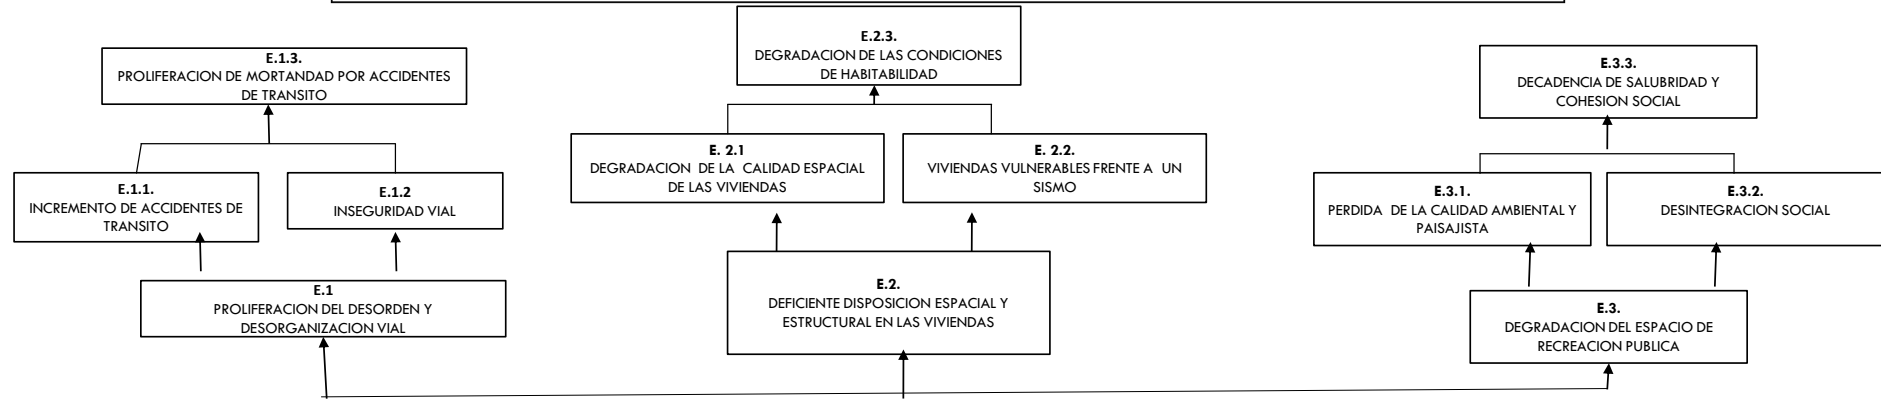 E.2.3.
DEGRADACION DE LAS CONDICIONES
DE HABITABILIDAD
E.1.3.
PROLIFERACION DE MORTANDAD POR ACCIDENTES
DE TRANSITO
E.3.3.
DECADENCIA DE SALUBRIDAD Y
COHESION SOCIAL
E. 2.1
DEGRADACION DE LA CALIDAD ESPACIAL
DE LAS VIVIENDAS
E. 2.2.
VIVIENDAS VULNERABLES FRENTE A UN
SISMO
E.1.1.
INCREMENTO DE ACCIDENTES DE
TRANSITO
E.1.2
INSEGURIDAD VIAL
E.3.1.
PERDIDA DE LA CALIDAD AMBIENTAL Y
PAISAJISTA
E.3.2.
DESINTEGRACION SOCIAL
E.1
PROLIFERACION DEL DESORDEN Y
DESORGANIZACION VIAL
E.2.
DEFICIENTE DISPOSICION ESPACIAL Y
ESTRUCTURAL EN LAS VIVIENDAS
E.3.
DEGRADACION DEL ESPACIO DE
RECREACION PUBLICA